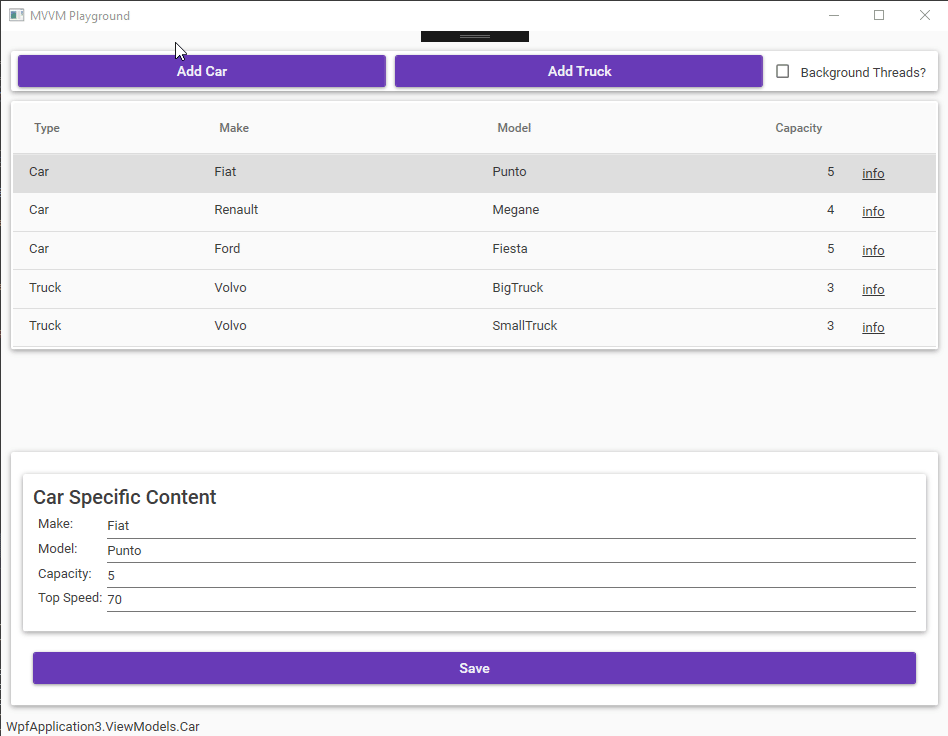 MVVM Playground
Add Car Add Truck Background Threads?
Type Make Model Capacity
Car Fiat Punto 5 info
Car Renault Megane 4 info
Car Ford Fiesta 5 info
Truck Volvo BigTruck 3 info
Truck Volvo SmallTruck 3 info
Car Specific Content
Make: Fiat
Model: Punto
Capacity: 5
Top Speed: 70
Save
WpfApplication3.ViewModels.Car